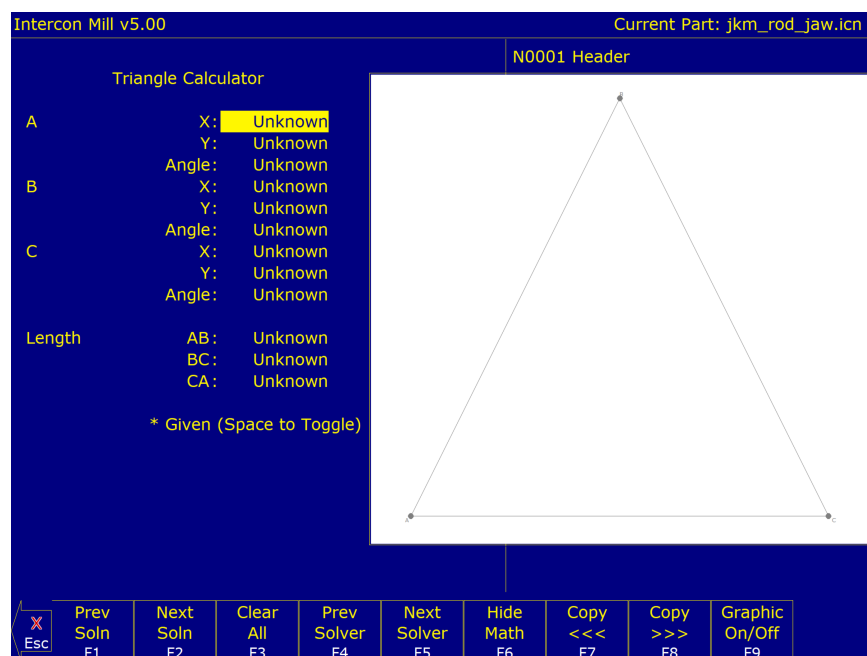 Intercon Mill v5.00 Current Part: jkm_rod_jaw.icn
N0001 Header
Triangle Calculator
A X: Unknown
Y: Unknown
Angle: Unknown
B X: Unknown
Y: Unknown
Angle: Unknown
C X: Unknown
Y: Unknown
Angle: Unknown
Length AB: Unknown
BC: Unknown
CA: Unknown
* Given (Space to Toggle)
B
A
C
X Esc
Prev Soln F1
Next Soln F2
Clear All F3
Prev Solver F4
Next Solver F5
Hide Math F6
Copy <<< F7
Copy >>> F8
Graphic On/Off F9